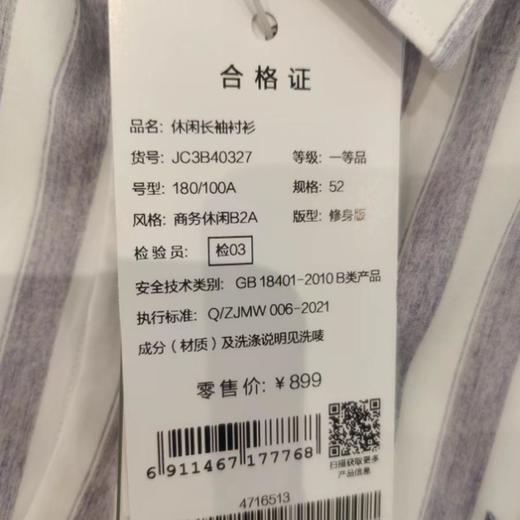 合格证
品名: 休闲长袖衬衫
货号: JC3B40327 等级: 一等品
号型: 180/100A 规格: 52
风格: 商务休闲B2A 版型: 修身版
检验员: 检03
安全技术类别: GB 18401-2010 B类产品
执行标准: Q/ZJMW 006-2021
成分（材质）及洗涤说明见洗唛
零售价: ¥899
6 911467 177768
扫描获取更多
产品信息
4716513